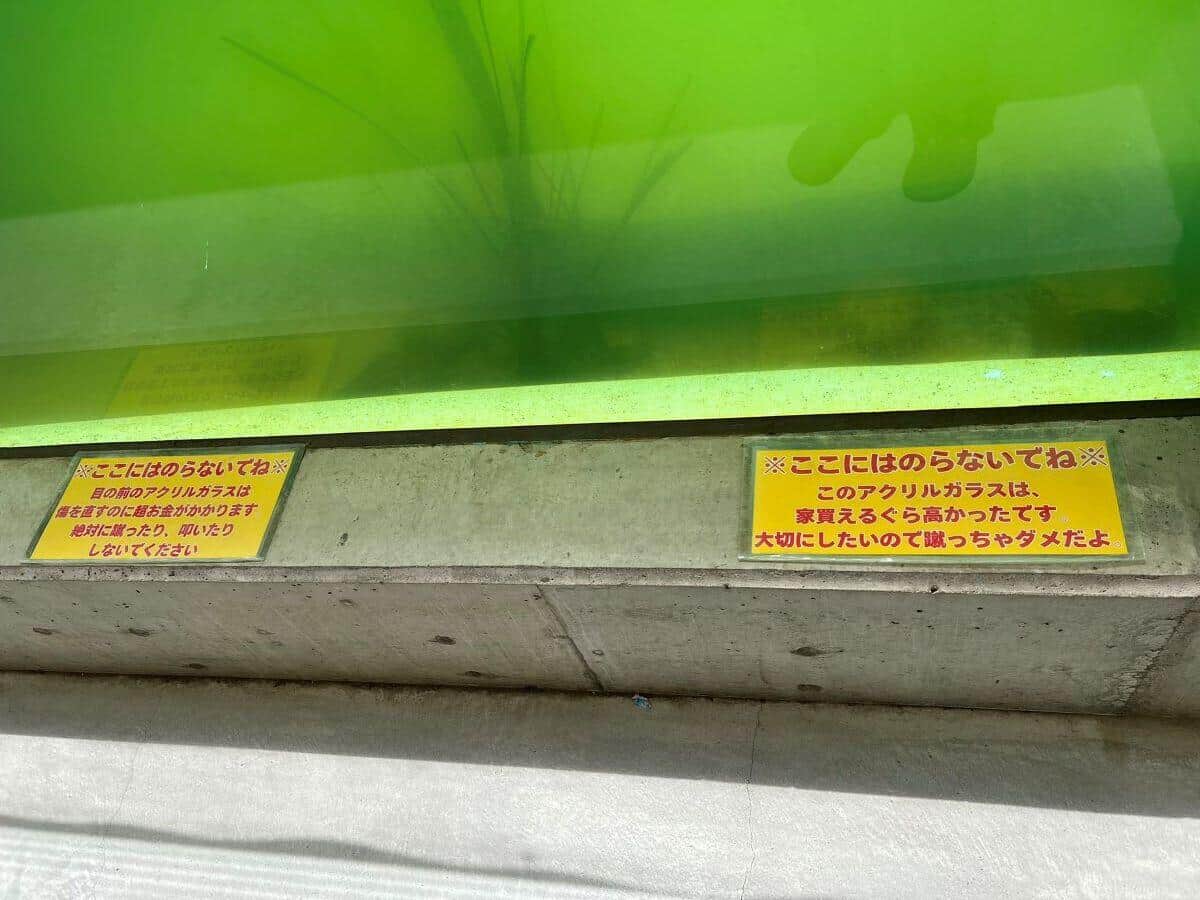 ※ここにはのらないでね※
目の前のアクリルガラスは
傷を直すのに超お金がかかります
絶対に蹴ったり、叩いたり
しないでください
※ここにはのらないでね※
このアクリルガラスは、
家買えるぐら高かったです。
大切にしたいので蹴っちゃダメだよ。